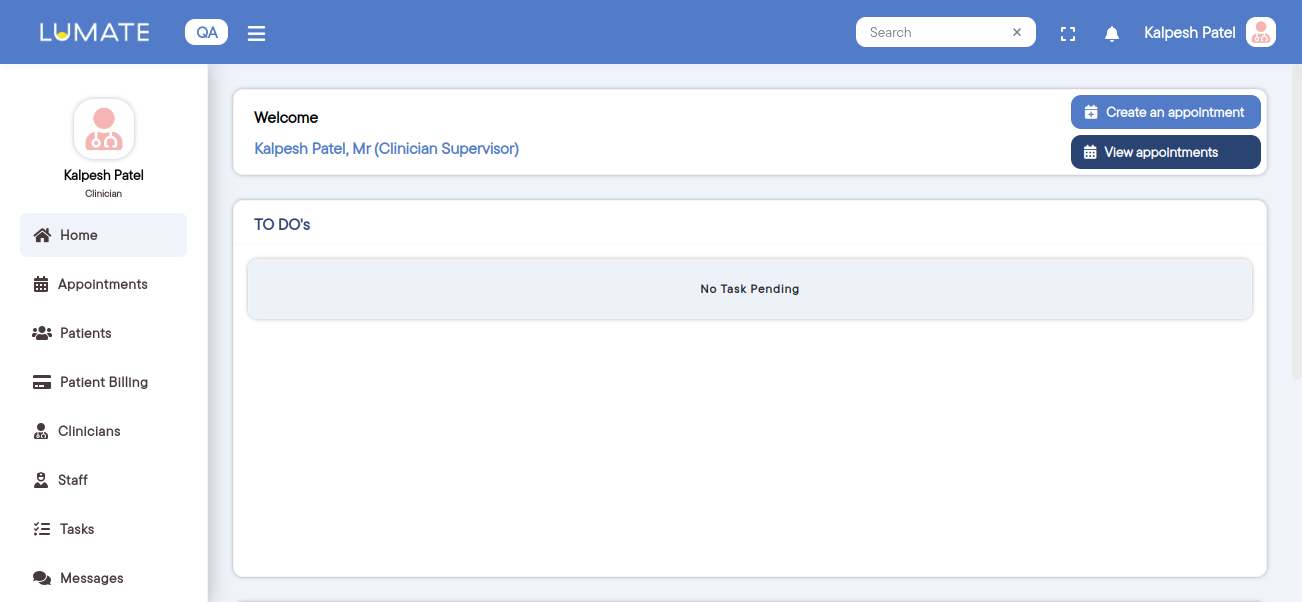 LUMATE
QA
Search
Kalpesh Patel
Kalpesh Patel
Clinician
Home
Appointments
Patients
Patient Billing
Clinicians
Staff
Tasks
Messages
Welcome
Kalpesh Patel, Mr (Clinician Supervisor)
Create an appointment
View appointments
TO DO's
No Task Pending